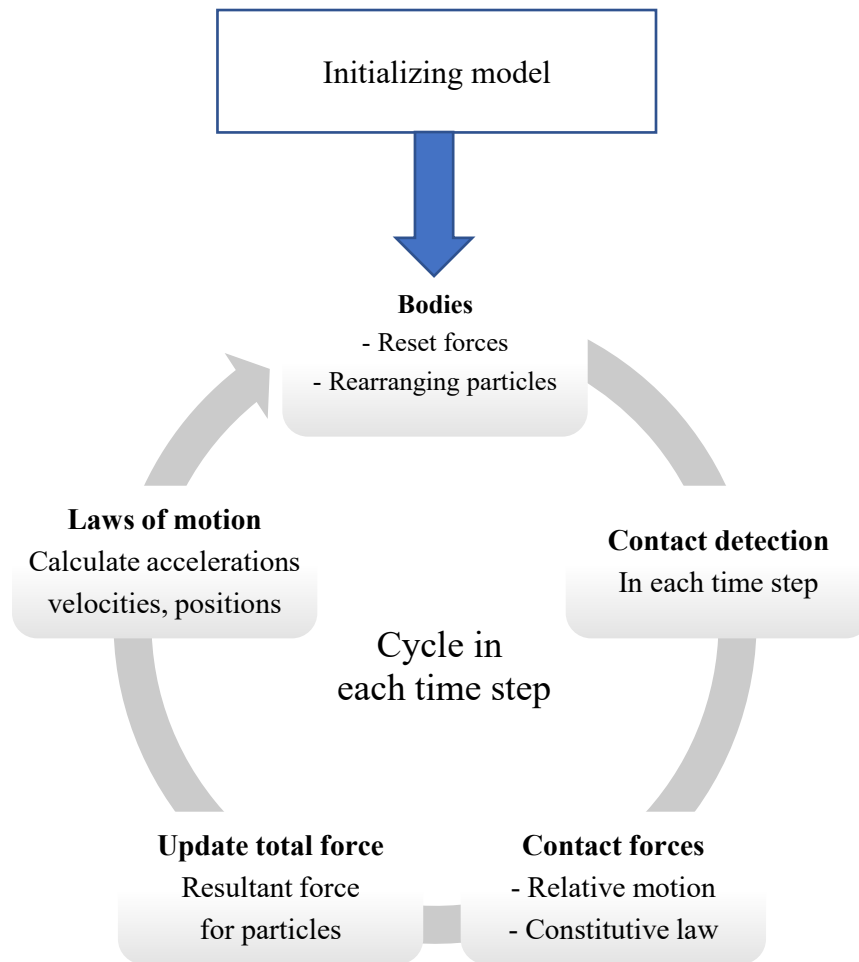 Initializing model
Bodies
- Reset forces
- Rearranging particles
Contact detection
In each time step
Contact forces
- Relative motion
- Constitutive law
Update total force
Resultant force
for particles
Laws of motion
Calculate accelerations
velocities, positions
Cycle in
each time step